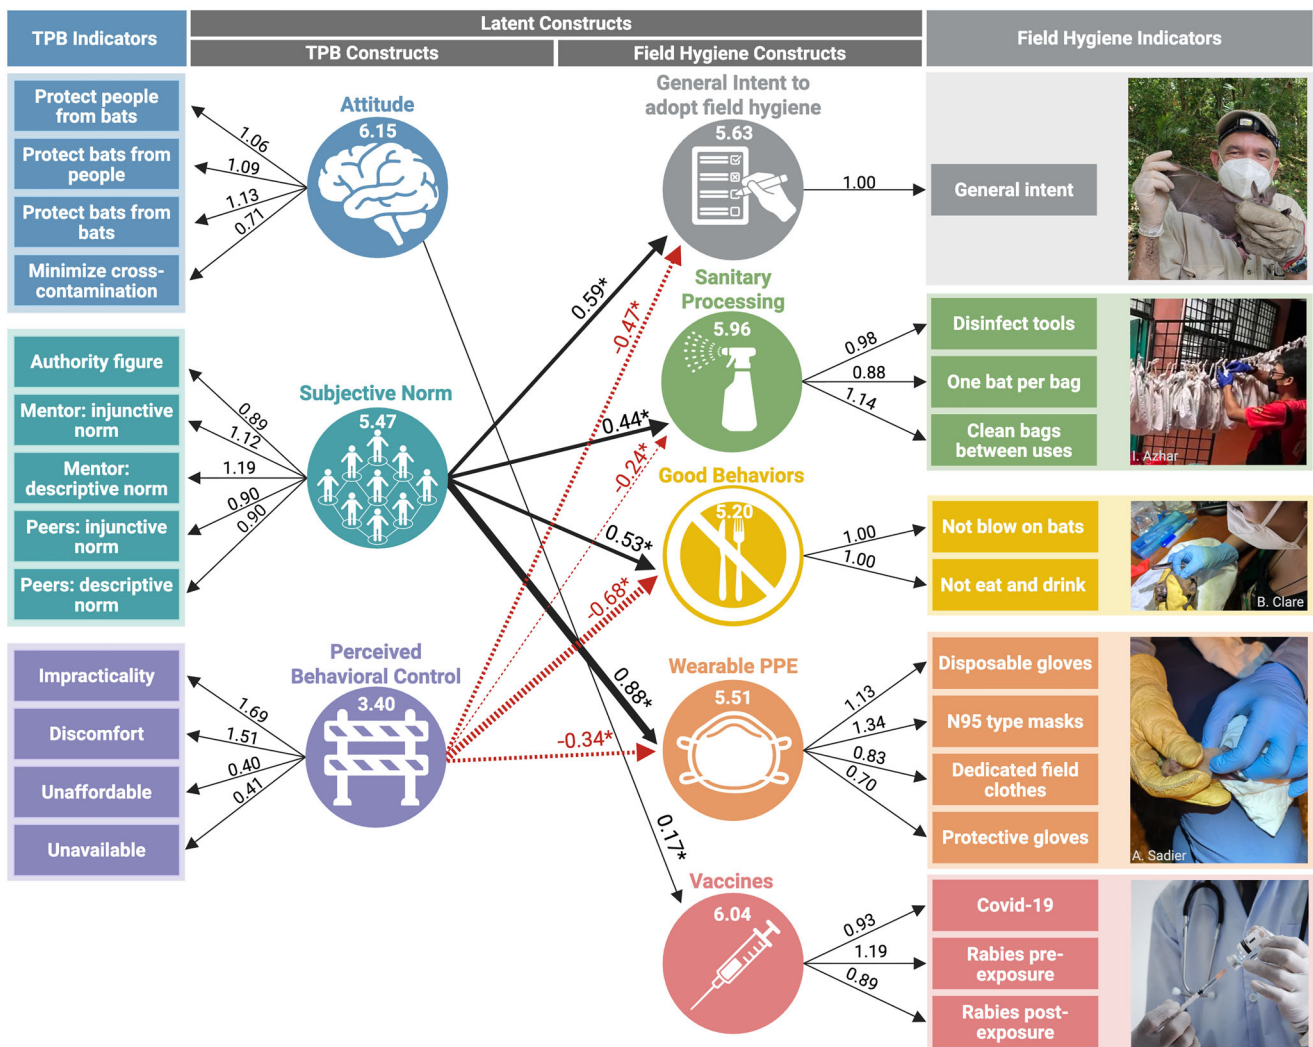 TPB Indicators
Latent Constructs
TPB Constructs
Field Hygiene Constructs
Field Hygiene Indicators
Protect people
from bats
Protect bats from
people
Protect bats from
bats
Minimize cross-
contamination
1.06
1.09
1.13
0.71
Attitude
6.15
Authority figure
Mentor: injunctive
norm
Mentor:
descriptive norm
Peers: injunctive
norm
Peers: descriptive
norm
0.89
1.12
1.19
0.90
0.90
Subjective Norm
5.47
Impracticality
Discomfort
Unaffordable
Unavailable
1.69
1.51
0.40
0.41
Perceived
Behavioral Control
3.40
0.59*
-0.47*
0.44*
-0.24*
0.53*
-0.68*
0.88*
-0.34*
0.17*
General Intent to
adopt field hygiene
5.63
1.00
General intent
Sanitary
Processing
5.96
0.98
0.88
1.14
Disinfect tools
One bat per bag
Clean bags
between uses
I. Azhar
Good Behaviors
5.20
1.00
1.00
Not blow on bats
Not eat and drink
B. Clare
Wearable PPE
5.51
1.13
1.34
0.83
0.70
Disposable gloves
N95 type masks
Dedicated field
clothes
Protective gloves
A. Sadier
Vaccines
6.04
0.93
1.19
0.89
Covid-19
Rabies pre-
exposure
Rabies post-
exposure